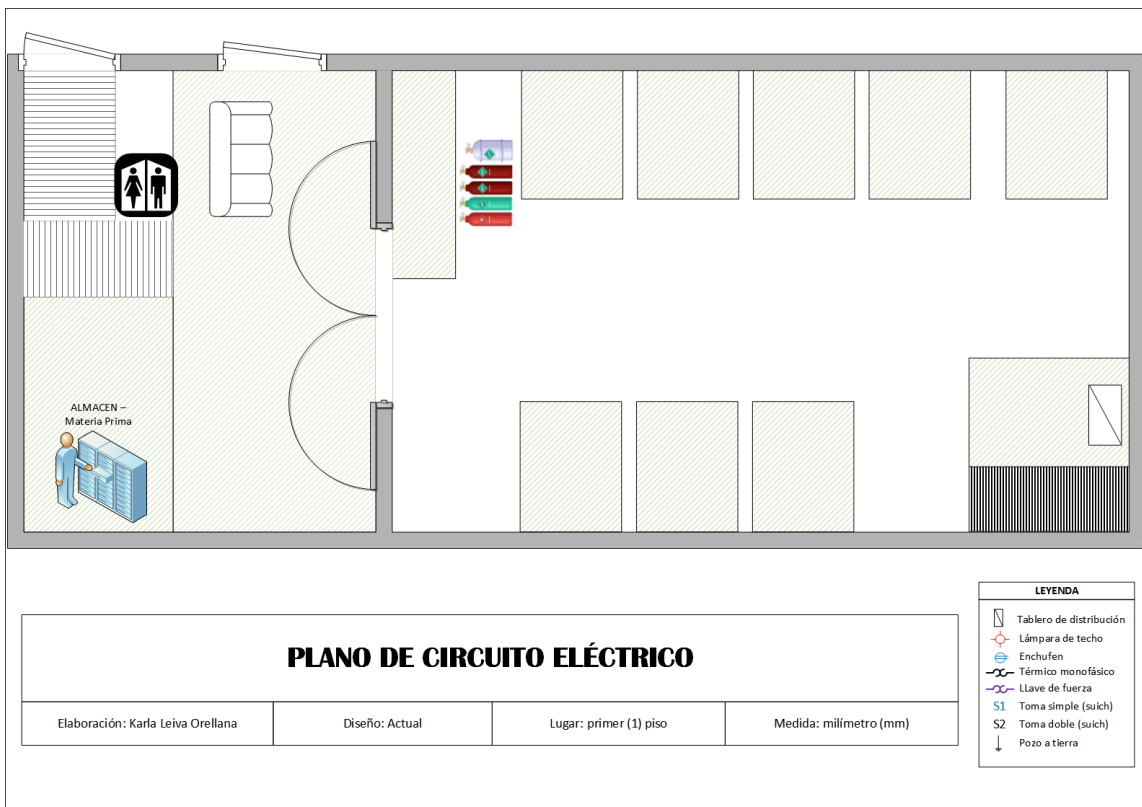 ALMACEN –
Materia Prima
PLANO DE CIRCUITO ELÉCTRICO
Elaboración: Karla Leiva Orellana
Diseño: Actual
Lugar: primer (1) piso
Medida: milímetro (mm)
LEYENDA
Tablero de distribución
Lámpara de techo
Enchufen
Térmico monofásico
LLave de fuerza
S1 Toma simple (suich)
S2 Toma doble (suich)
Pozo a tierra